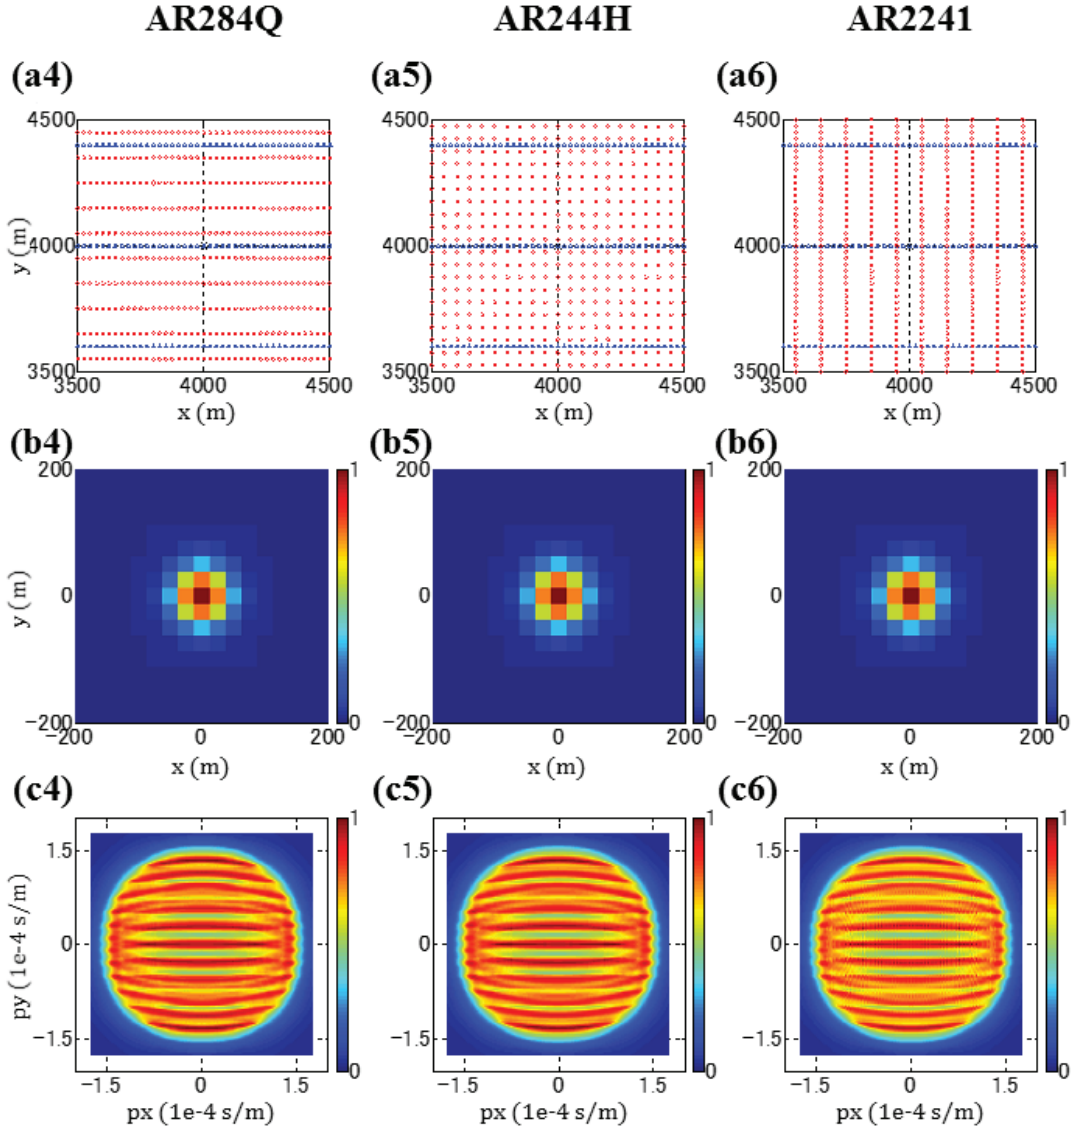 AR284Q AR244H AR2241
(a4) (a5) (a6)
4500 4500 4500
y (m) 4000 4000 4000
3500 3500 3500
3500 4000 4500 3500 4000 4500 3500 4000 4500
x (m) x (m) x (m)
(b4) (b5) (b6)
200 1 200 1 200 1
y (m) 0 0 0
-200 0 -200 0 -200 0
-200 0 200 -200 0 200 -200 0 200
x (m) x (m) x (m)
(c4) (c5) (c6)
1 1 1
1.5 1.5 1.5
py (1e-4 s/m) 0 0 0
-1.5 -1.5 -1.5
0 0 0
-1.5 0 1.5 -1.5 0 1.5 -1.5 0 1.5
px (1e-4 s/m) px (1e-4 s/m) px (1e-4 s/m)